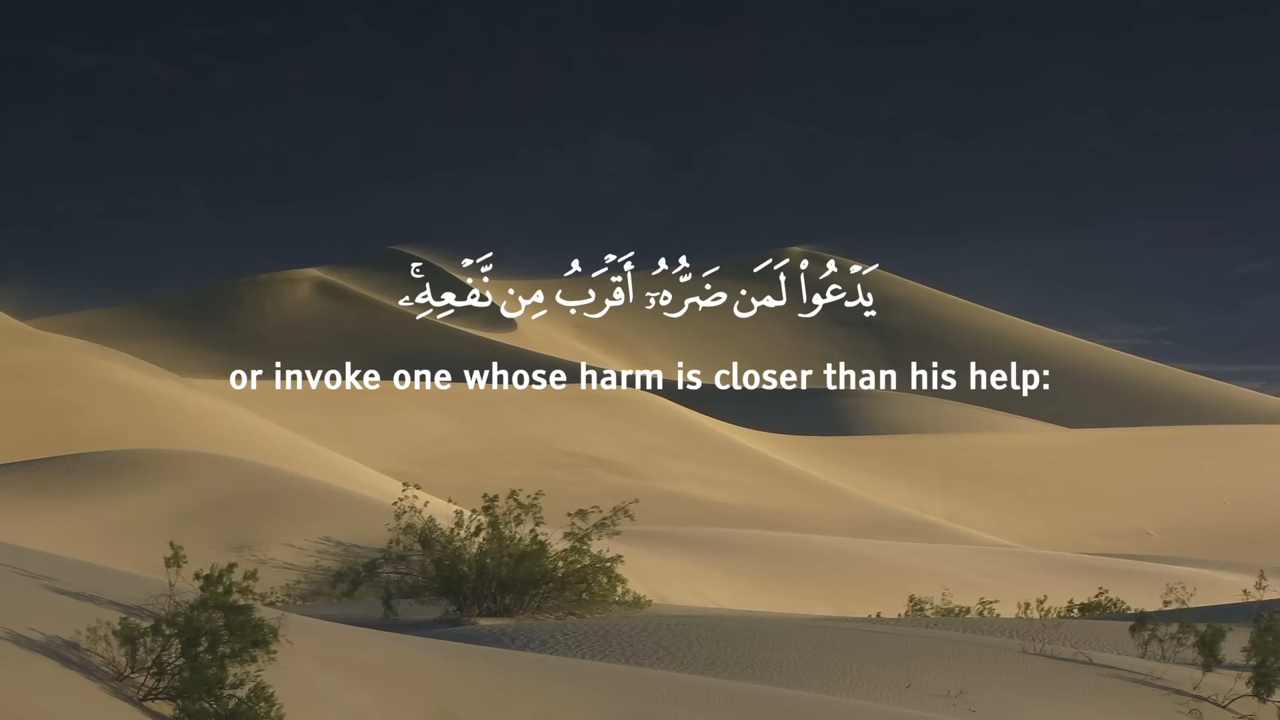 يَدْعُوا۟ لَمَن ضَرُّهُۥٓ أَقْرَبُ مِن نَّفْعِهِۦ ۚ
or invoke one whose harm is closer than his help: